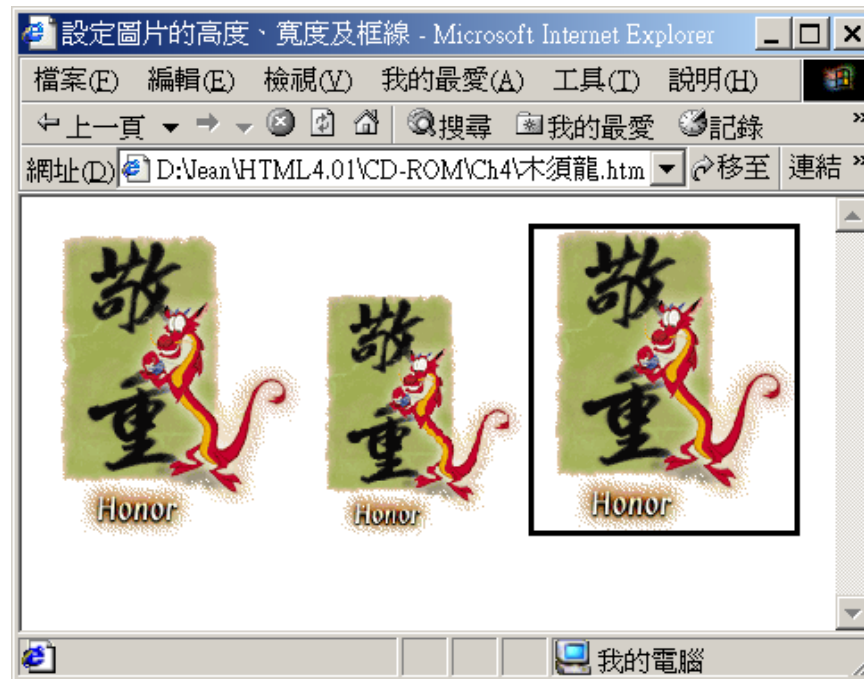 設定圖片的高度、寬度及框線 - Microsoft Internet Explorer
檔案(F) 編輯(E) 檢視(V) 我的最愛(A) 工具(T) 說明(H)
上一頁 搜尋 我的最愛 記錄 »
網址(D) D:\Jean\HTML4.01\CD-ROM\Ch4\木須龍.htm 移至 連結 »
敬重 敬重 敬重
Honor Honor Honor
我的電腦